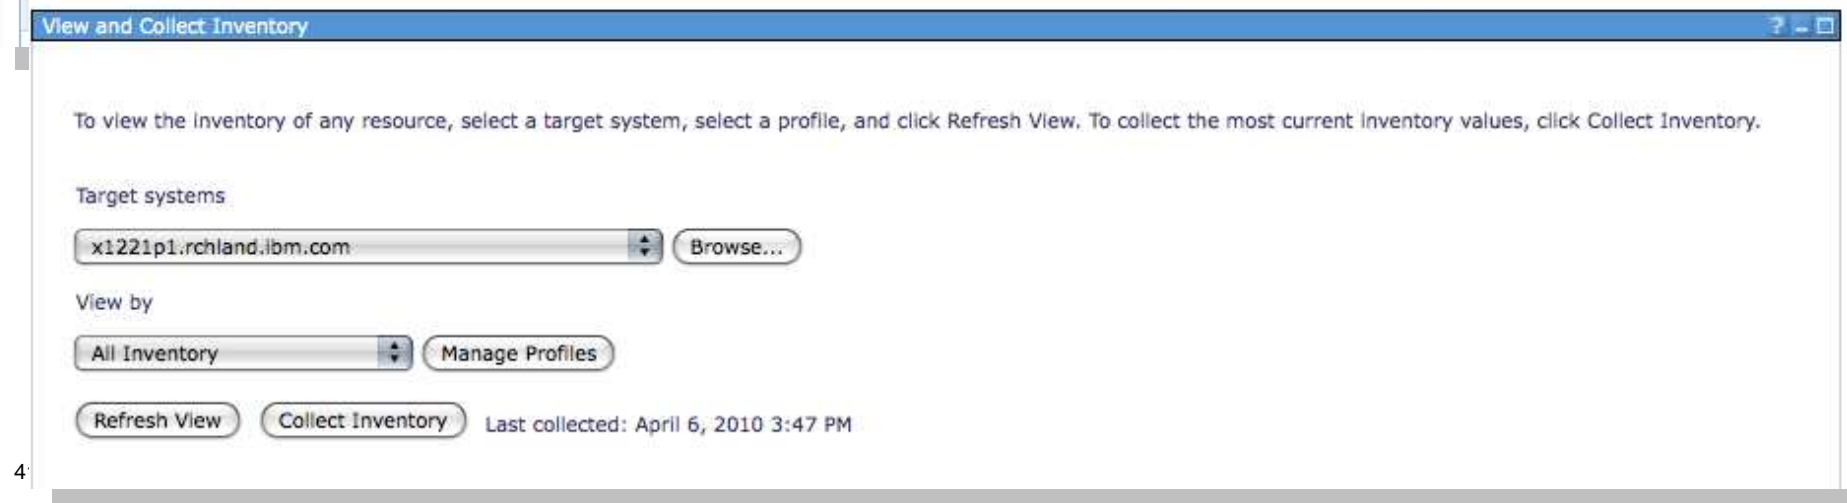 View and Collect Inventory ?
To view the inventory of any resource, select a target system, select a profile, and click Refresh View. To collect the most current inventory values, click Collect Inventory.
Target systems
x1221p1.rchland.ibm.com Browse...
View by
All Inventory Manage Profiles
Refresh View Collect Inventory Last collected: April 6, 2010 3:47 PM
4